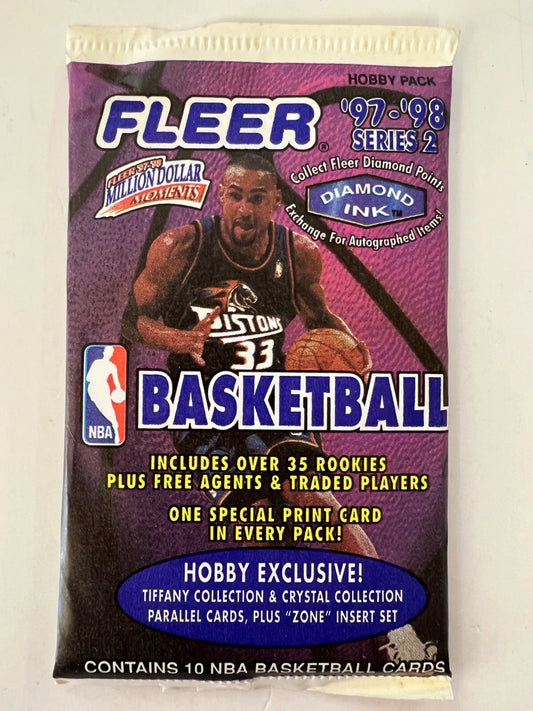 HOBBY PACK
FLEER®
'97-'98
SERIES 2
FLEER '97-'98
MILLION DOLLAR
MOMENTS
Collect Fleer Diamond Points
DIAMOND
INK™
Exchange For Autographed Items!
PISTONS
33
NBA
BASKETBALL
INCLUDES OVER 35 ROOKIES
PLUS FREE AGENTS & TRADED PLAYERS
ONE SPECIAL PRINT CARD
IN EVERY PACK!
HOBBY EXCLUSIVE!
TIFFANY COLLECTION & CRYSTAL COLLECTION
PARALLEL CARDS, PLUS "ZONE" INSERT SET
CONTAINS 10 NBA BASKETBALL CARDS